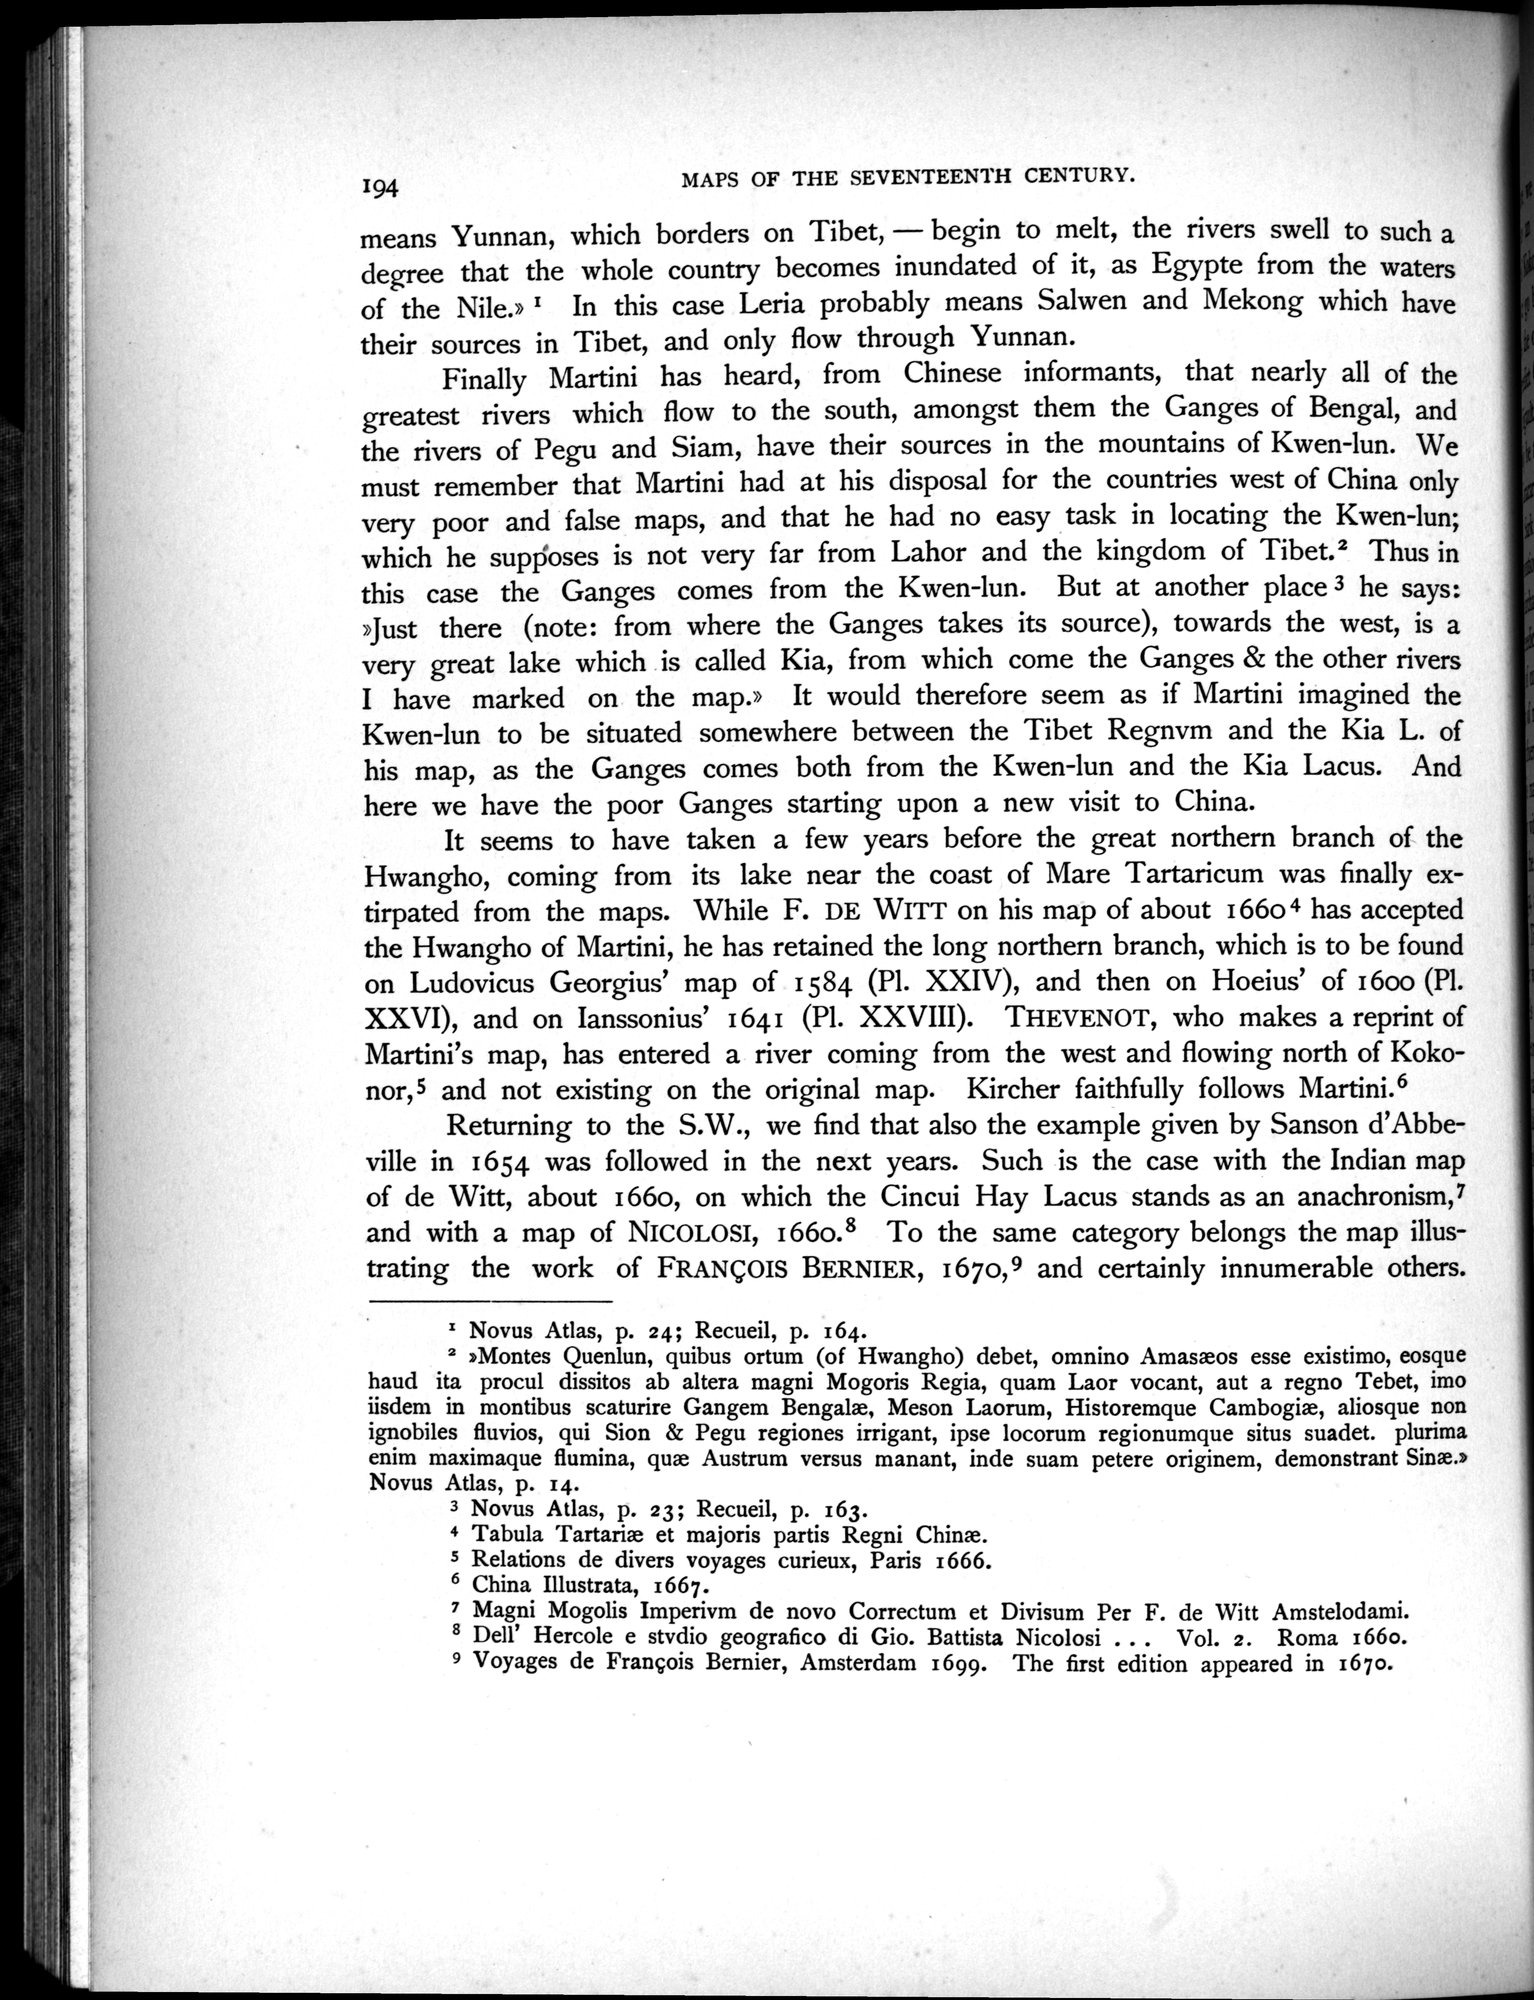 194
MAPS OF THE SEVENTEENTH CENTURY.
means Yunnan, which borders on Tibet, — begin to melt, the rivers swell to such a
degree that the whole country becomes inundated of it, as Egypte from the waters
of the Nile.» ¹ In this case Leria probably means Salwen and Mekong which have
their sources in Tibet, and only flow through Yunnan.
Finally Martini has heard, from Chinese informants, that nearly all of the
greatest rivers which flow to the south, amongst them the Ganges of Bengal, and
the rivers of Pegu and Siam, have their sources in the mountains of Kwen-lun. We
must remember that Martini had at his disposal for the countries west of China only
very poor and false maps, and that he had no easy task in locating the Kwen-lun;
which he supposes is not very far from Lahor and the kingdom of Tibet.² Thus in
this case the Ganges comes from the Kwen-lun. But at another place ³ he says:
»Just there (note: from where the Ganges takes its source), towards the west, is a
very great lake which is called Kia, from which come the Ganges & the other rivers
I have marked on the map.» It would therefore seem as if Martini imagined the
Kwen-lun to be situated somewhere between the Tibet Regnvm and the Kia L. of
his map, as the Ganges comes both from the Kwen-lun and the Kia Lacus. And
here we have the poor Ganges starting upon a new visit to China.
It seems to have taken a few years before the great northern branch of the
Hwangho, coming from its lake near the coast of Mare Tartaricum was finally ex-
tirpated from the maps. While F. DE WITT on his map of about 1660 ⁴ has accepted
the Hwangho of Martini, he has retained the long northern branch, which is to be found
on Ludovicus Georgius’ map of 1584 (Pl. XXIV), and then on Hoeius’ of 1600 (Pl.
XXVI), and on Ianssonius’ 1641 (Pl. XXVIII). THEVENOT, who makes a reprint of
Martini’s map, has entered a river coming from the west and flowing north of Koko-
nor,⁵ and not existing on the original map. Kircher faithfully follows Martini.⁶
Returning to the S.W., we find that also the example given by Sanson d’Abbe-
ville in 1654 was followed in the next years. Such is the case with the Indian map
of de Witt, about 1660, on which the Cincui Hay Lacus stands as an anachronism,⁷
and with a map of NICOLOSI, 1660.⁸ To the same category belongs the map illus-
trating the work of FRANÇOIS BERNIER, 1670,⁹ and certainly innumerable others.
¹ Novus Atlas, p. 24; Recueil, p. 164.
² »Montes Quenlun, quibus ortum (of Hwangho) debet, omnino Amasæos esse existimo, eosque
haud ita procul dissitos ab altera magni Mogoris Regia, quam Laor vocant, aut a regno Tebet, imo
iisdem in montibus scaturire Gangem Bengalæ, Meson Laorum, Historemque Cambogiæ, aliosque non
ignobiles fluvios, qui Sion & Pegu regiones irrigant, ipse locorum regionumque situs suadet. plurima
enim maximaque flumina, quæ Austrum versus manant, inde suam petere originem, demonstrant Sinæ.»
Novus Atlas, p. 14.
³ Novus Atlas, p. 23; Recueil, p. 163.
⁴ Tabula Tartariæ et majoris partis Regni Chinæ.
⁵ Relations de divers voyages curieux, Paris 1666.
⁶ China Illustrata, 1667.
⁷ Magni Mogolis Imperivm de novo Correctum et Divisum Per F. de Witt Amstelodami.
⁸ Dell’ Hercole e stvdio geografico di Gio. Battista Nicolosi . . . Vol. 2. Roma 1660.
⁹ Voyages de François Bernier, Amsterdam 1699. The first edition appeared in 1670.